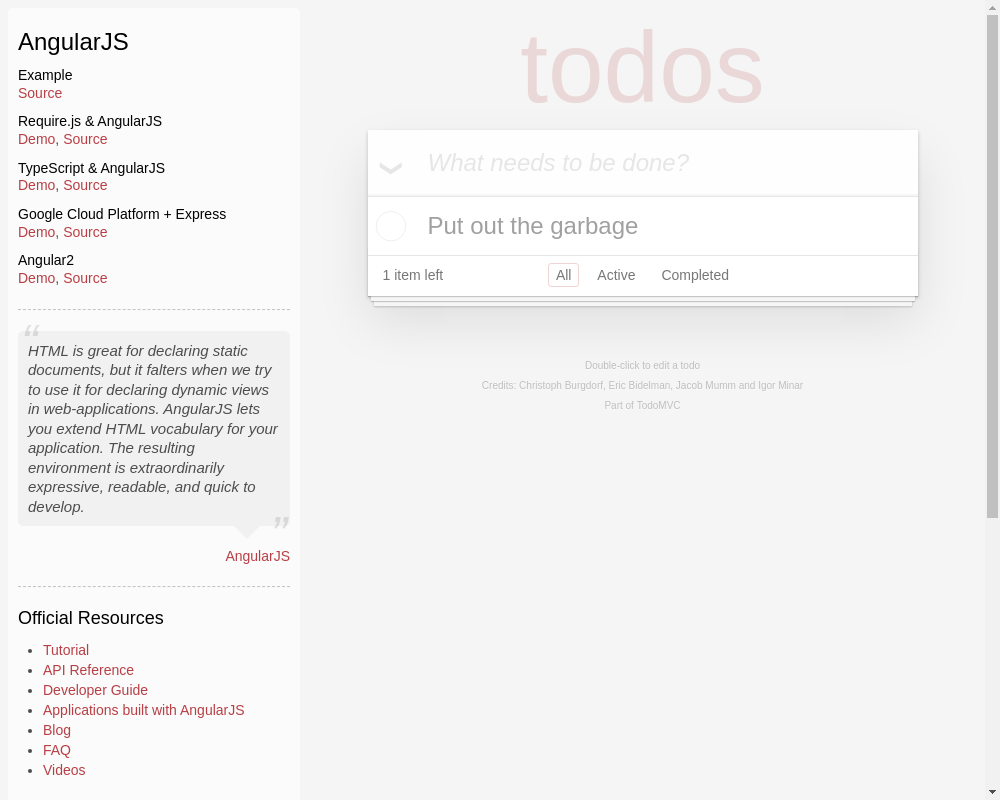 AngularJS
Example
Source
Require.js & AngularJS
Demo, Source
TypeScript & AngularJS
Demo, Source
Google Cloud Platform + Express
Demo, Source
Angular2
Demo, Source
“
HTML is great for declaring static
documents, but it falters when we try
to use it for declaring dynamic views
in web-applications. AngularJS lets
you extend HTML vocabulary for your
application. The resulting
environment is extraordinarily
expressive, readable, and quick to
develop.
”
AngularJS
Official Resources
Tutorial
API Reference
Developer Guide
Applications built with AngularJS
Blog
FAQ
Videos
todos
What needs to be done?
Put out the garbage
1 item left
All Active Completed
Double-click to edit a todo
Credits: Christoph Burgdorf, Eric Bidelman, Jacob Mumm and Igor Minar
Part of TodoMVC